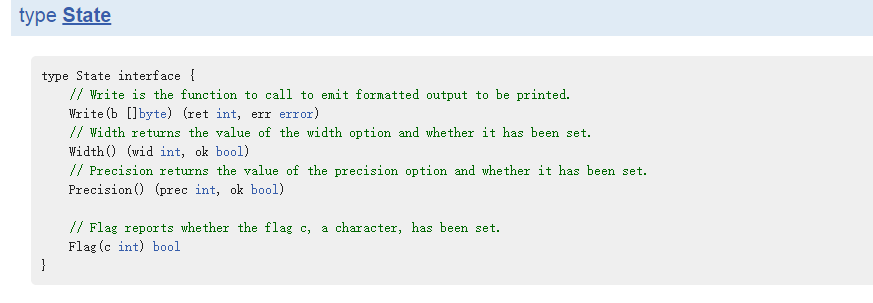 type State
type State interface {
// Write is the function to call to emit formatted output to be printed.
Write(b []byte) (ret int, err error)
// Width returns the value of the width option and whether it has been set.
Width() (wid int, ok bool)
// Precision returns the value of the precision option and whether it has been set.
Precision() (prec int, ok bool)
// Flag reports whether the flag c, a character, has been set.
Flag(c int) bool
}